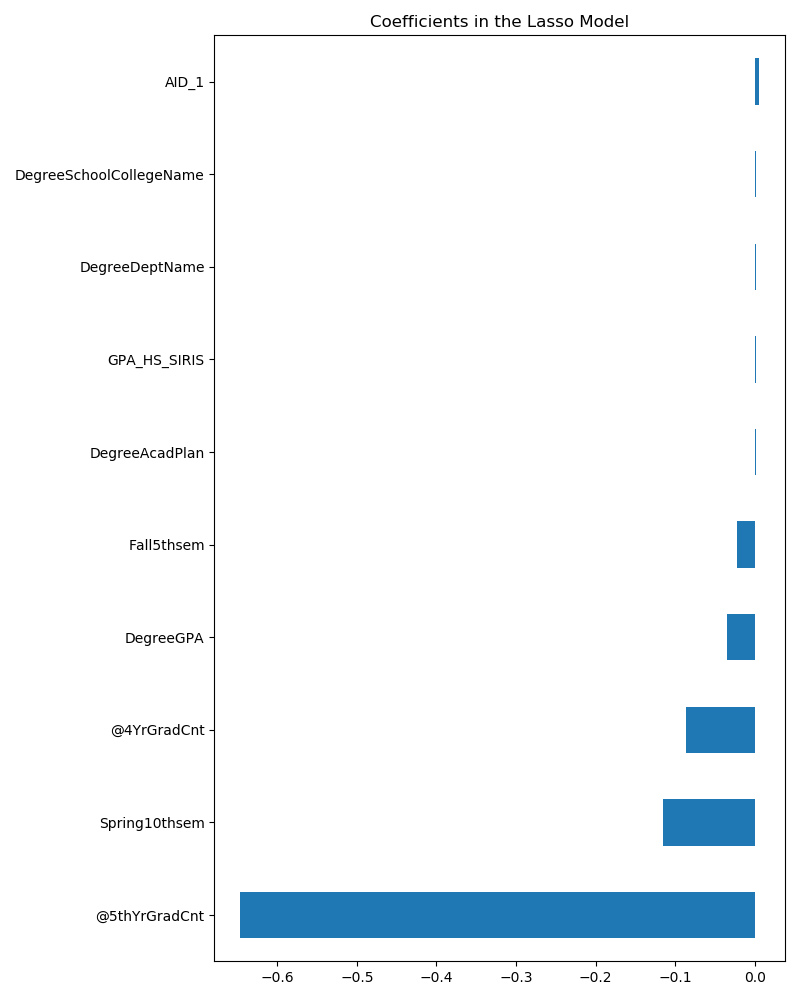 Coefficients in the Lasso Model
AID_1
DegreeSchoolCollegeName
DegreeDeptName
GPA_HS_SIRIS
DegreeAcadPlan
Fall5thsem
DegreeGPA
@4YrGradCnt
Spring10thsem
@5thYrGradCnt
−0.6 −0.5 −0.4 −0.3 −0.2 −0.1 0.0